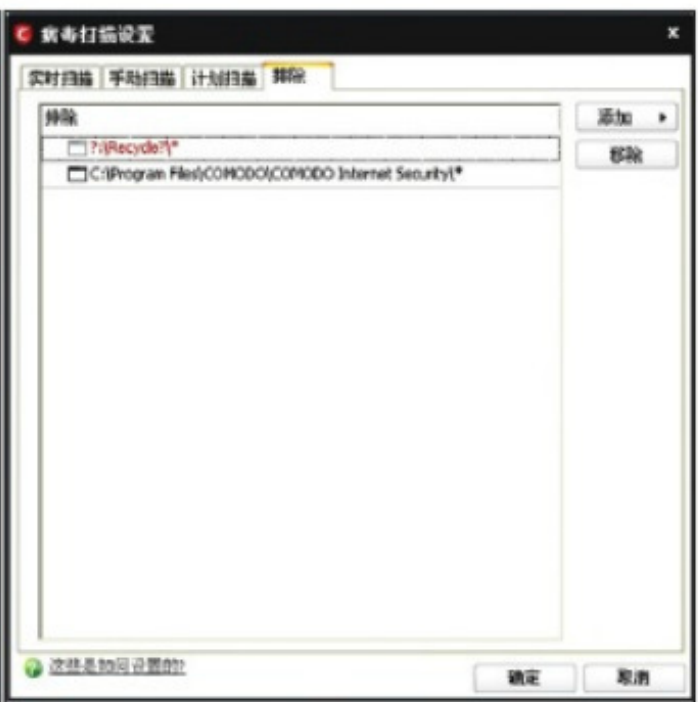 病毒扫描设置
实时扫描 手动扫描 计划扫描 排除
排除
?:\Recycle?\*
C:\Program Files\COMODO\COMODO Internet Security\*
添加
移除
这些是如何设置的?
确定 取消